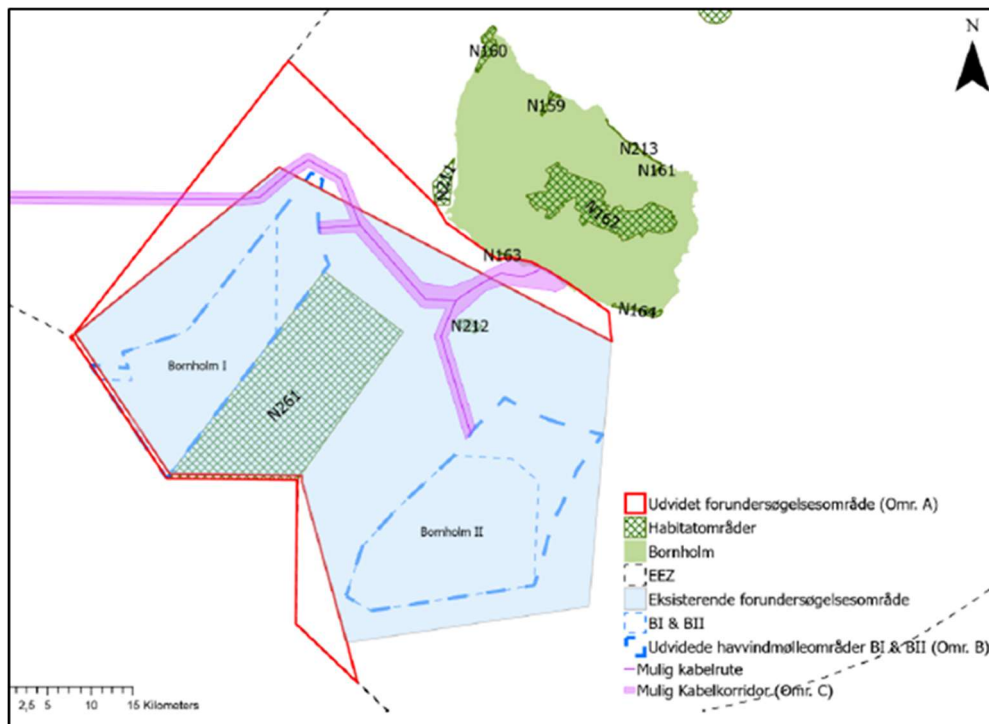 N
N160
N159
N213
N161
N211
N162
N163
N164
N212
Bornholm I
N261
Bornholm II
Udvidet forundersøgelsesområde (Omr. A)
Habitatområder
Bornholm
EEZ
Eksisterende forundersøgelsesområde
BI & BII
Udvidede havvindmølleområder BI & BII (Omr. B)
Mulig kabelrute
Mulig Kabelkorridor (Omr. C)
2,5 5 10 15 Kilometers